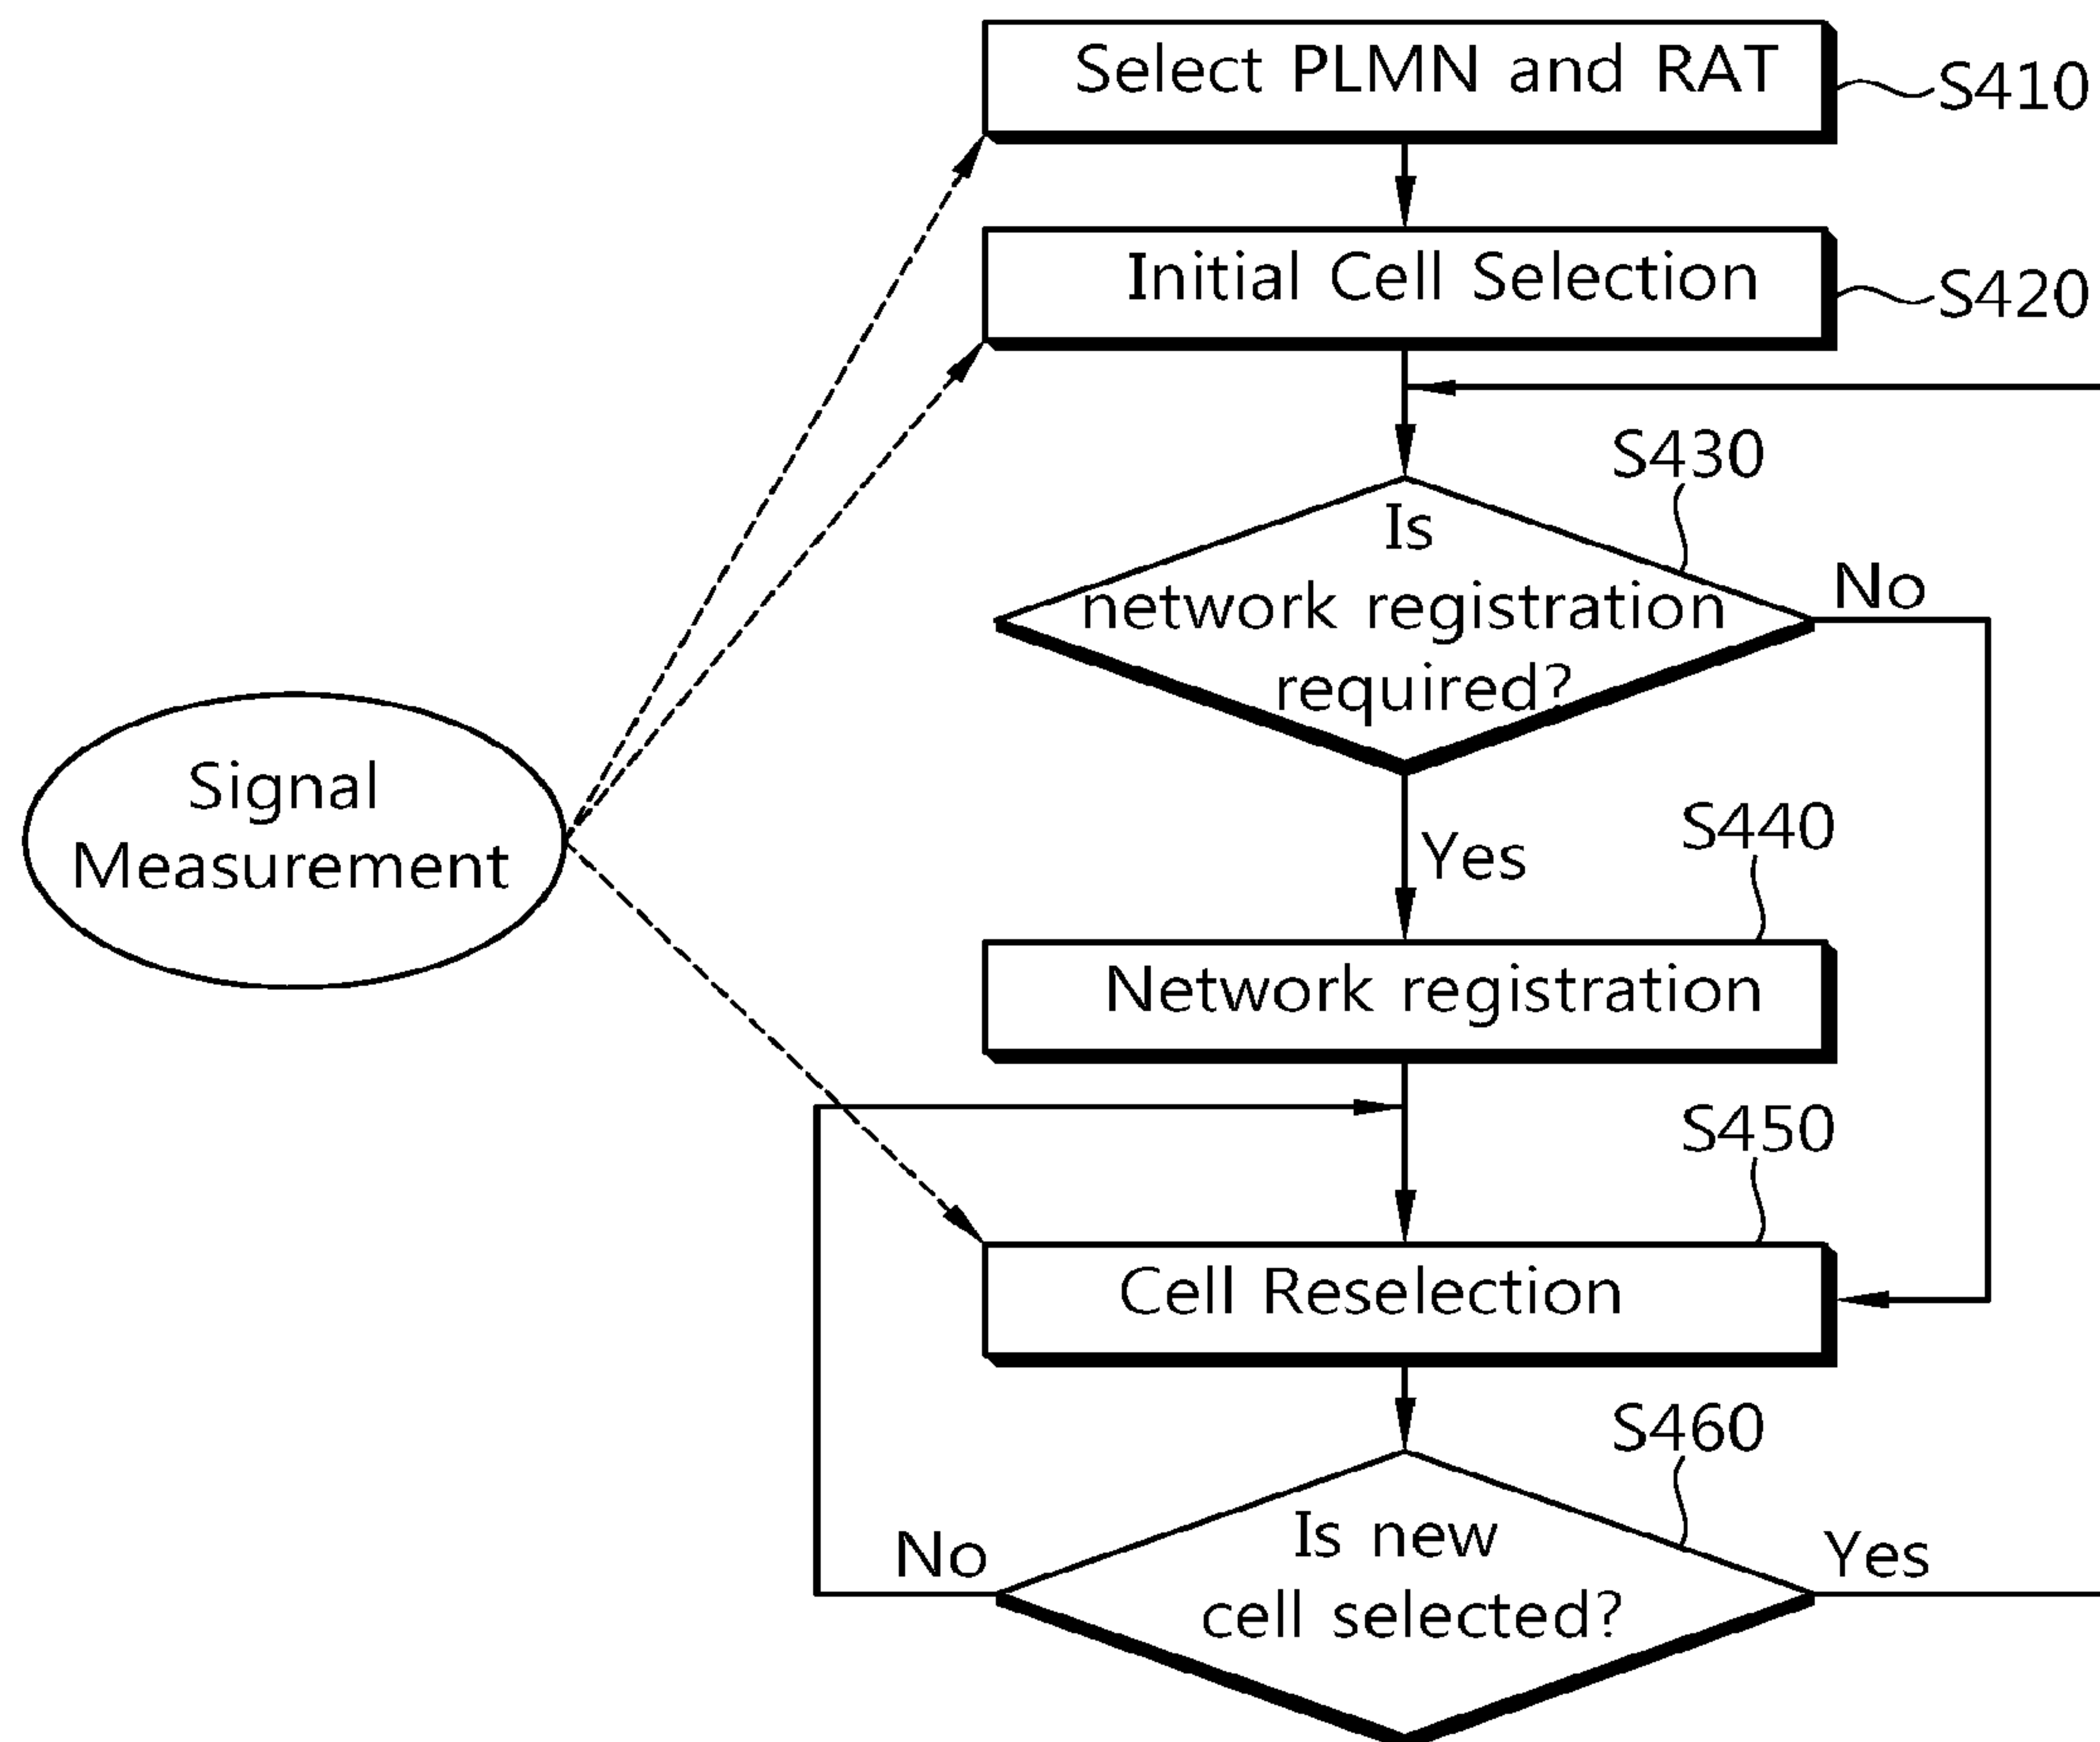 Select PLMN and RAT
S410
Initial Cell Selection
S420
S430
Is
network registration
required?
No
Yes
Signal
Measurement
S440
Network registration
S450
Cell Reselection
S460
Is new
cell selected?
No
Yes